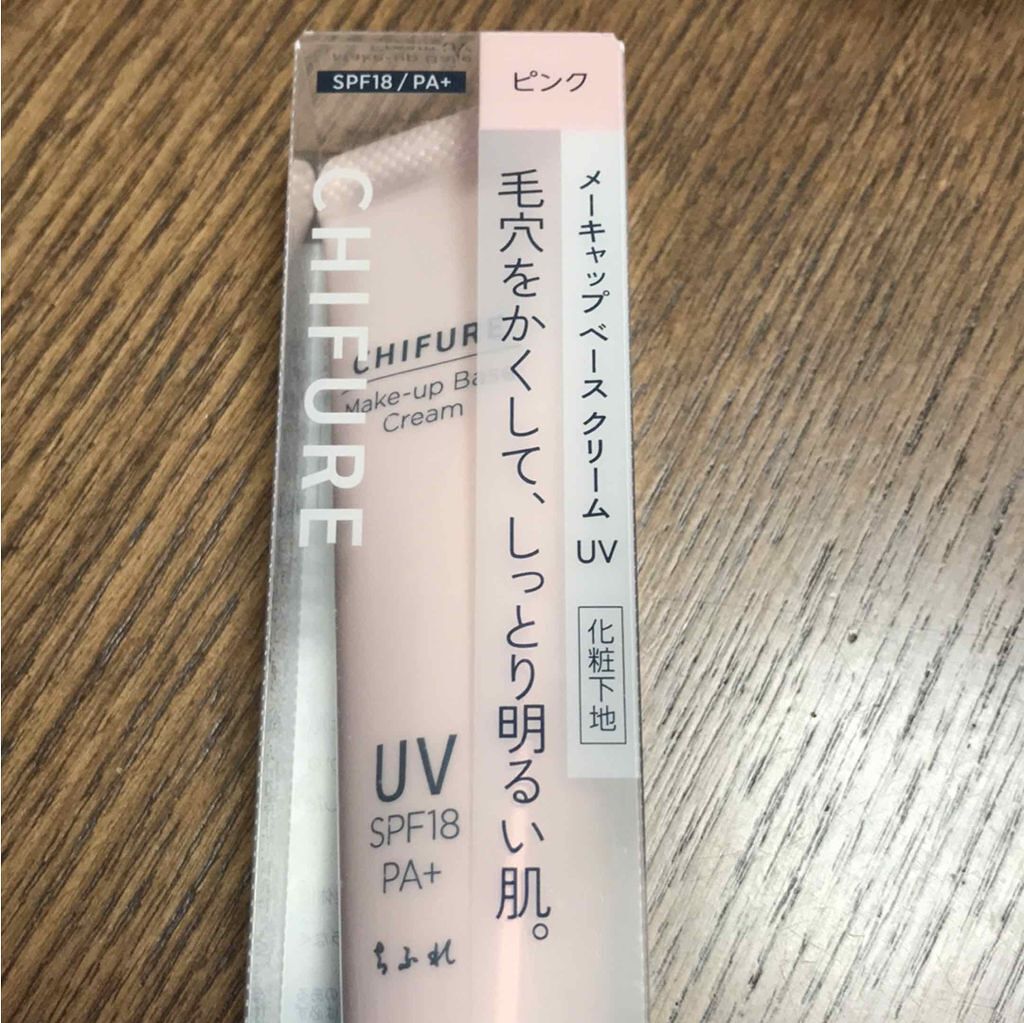 SPF18 / PA+
ピンク
メーキャップ ベース クリーム UV
化粧下地
毛穴をかくして、しっとり明るい肌。
CHIFURE
CHIFURE
Make-up Base
Cream
UV
SPF18
PA+
ちふれ